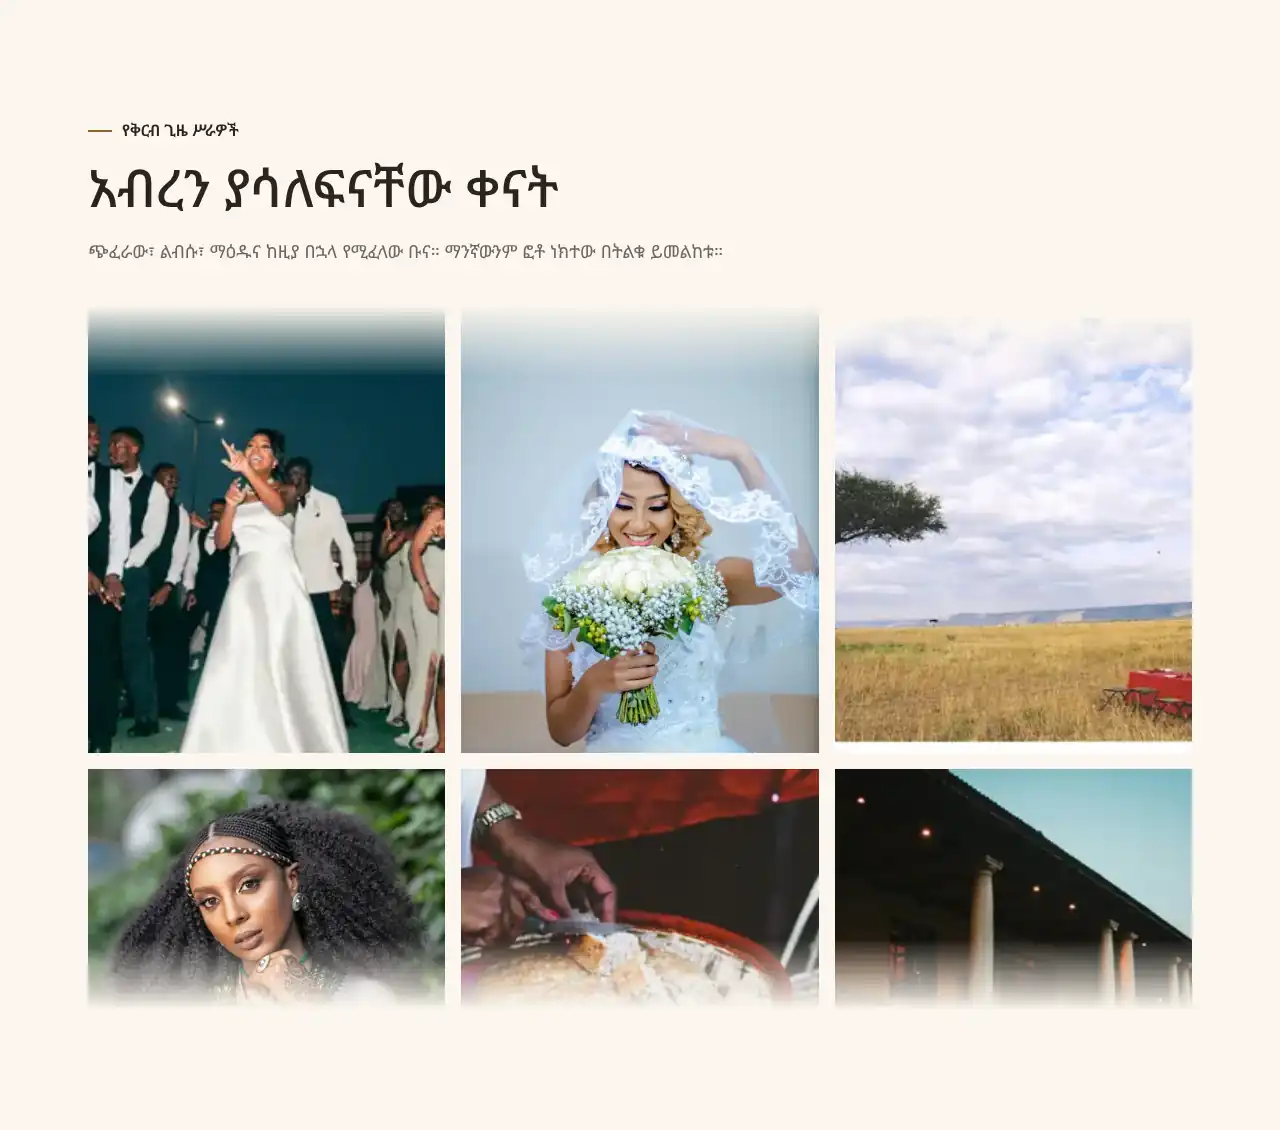 የቅርብ ጊዜ ሥራዎች
አብረን ያሳለፍናቸው ቀናት
ጭፈራው፣ ልብሱ፣ ማዕዱና ከዚያ በኋላ የሚፈለው ቡና። ማንኛውንም ፎቶ ነክተው በትልቁ ይመልከቱ።